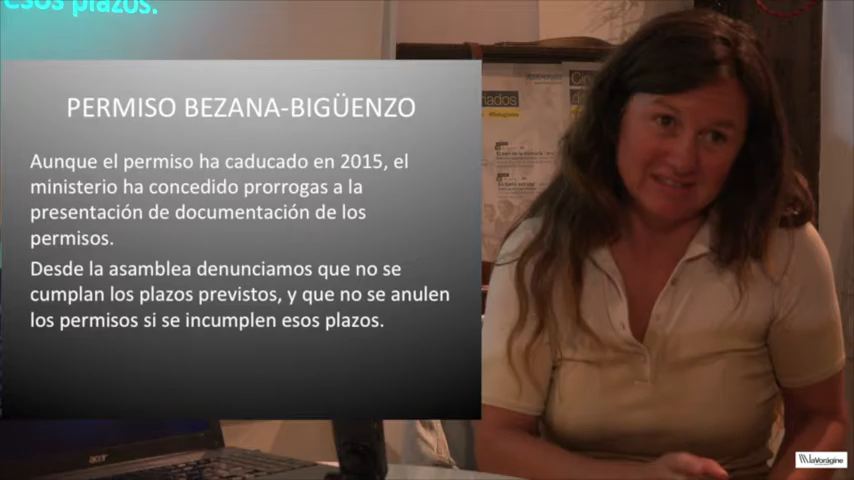 esos plazos.
PERMISO BEZANA-BIGÜENZO
Aunque el permiso ha caducado en 2015, el
ministerio ha concedido prorrogas a la
presentación de documentación de los
permisos.
Desde la asamblea denunciamos que no se
cumplan los plazos previstos, y que no se anulen
los permisos si se incumplen esos plazos.
acer
laVorágine